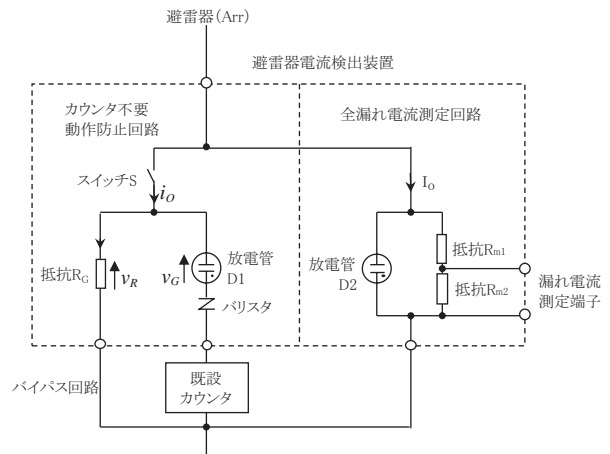 避雷器(Arr)
避雷器電流検出装置
カウンタ不要
動作防止回路
全漏れ電流測定回路
スイッチS
iO
IO
抵抗RG
vR
vG
放電管
D1
バリスタ
放電管
D2
抵抗Rm1
抵抗Rm2
漏れ電流
測定端子
バイパス回路
既設
カウンタ